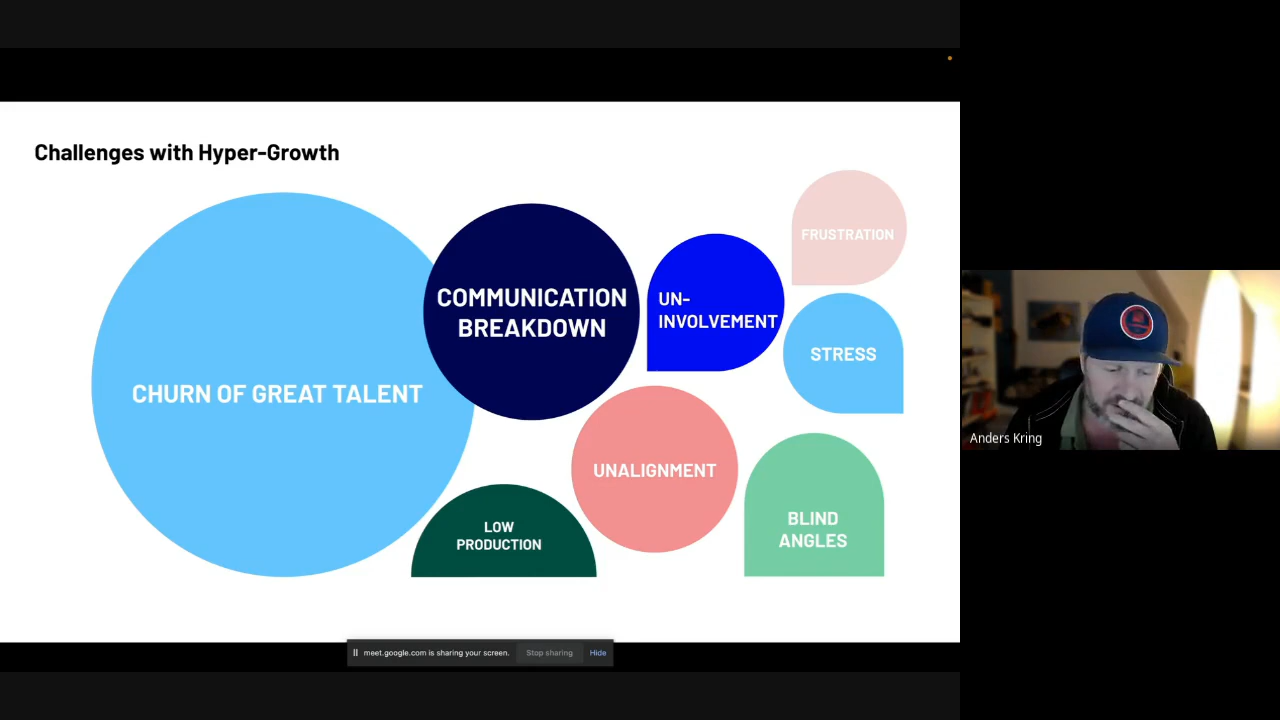 Challenges with Hyper-Growth
FRUSTRATION
COMMUNICATION
BREAKDOWN
UN-
INVOLVEMENT
STRESS
CHURN OF GREAT TALENT
UNALIGNMENT
LOW
PRODUCTION
BLIND
ANGLES
Anders Kring
meet.google.com is sharing your screen.
Stop sharing
Hide